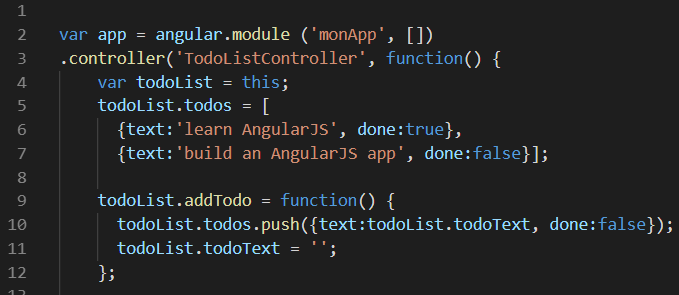 1
2 var app = angular.module ('monApp', [])
3 .controller('TodoListController', function() {
4 var todoList = this;
5 todoList.todos = [
6 {text:'learn AngularJS', done:true},
7 {text:'build an AngularJS app', done:false}];
8
9 todoList.addTodo = function() {
10 todoList.todos.push({text:todoList.todoText, done:false});
11 todoList.todoText = '';
12 };